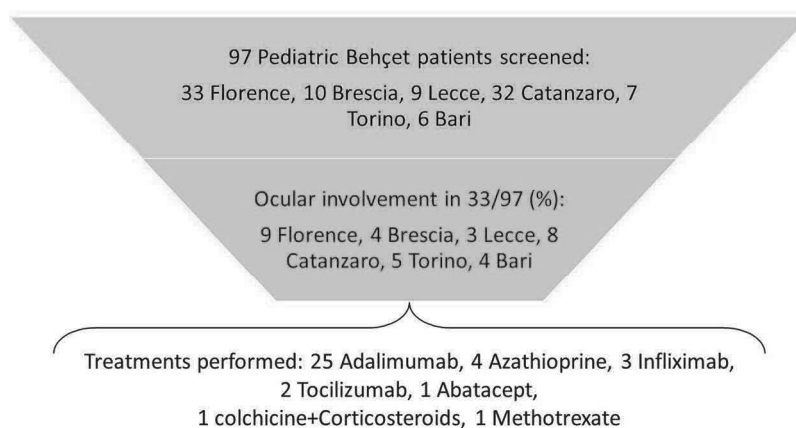 97 Pediatric Behçet patients screened:
33 Florence, 10 Brescia, 9 Lecce, 32 Catanzaro, 7
Torino, 6 Bari
Ocular involvement in 33/97 (%):
9 Florence, 4 Brescia, 3 Lecce, 8
Catanzaro, 5 Torino, 4 Bari
Treatments performed: 25 Adalimumab, 4 Azathioprine, 3 Infliximab,
2 Tocilizumab, 1 Abatacept,
1 colchicine+Corticosteroids, 1 Methotrexate